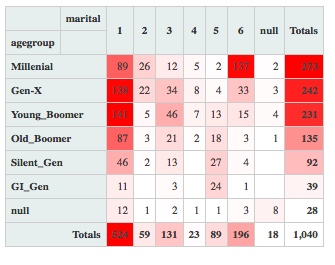 marital 1 2 3 4 5 6 null Totals
agegroup
Millenial 89 26 12 5 2 137 2 273
Gen-X 138 22 34 8 4 33 3 242
Young_Boomer 141 5 46 7 13 15 4 231
Old_Boomer 87 3 21 2 18 3 1 135
Silent_Gen 46 2 13 27 4 92
GI_Gen 11 3 24 1 39
null 12 1 2 1 1 3 8 28
Totals 524 59 131 23 89 196 18 1,040